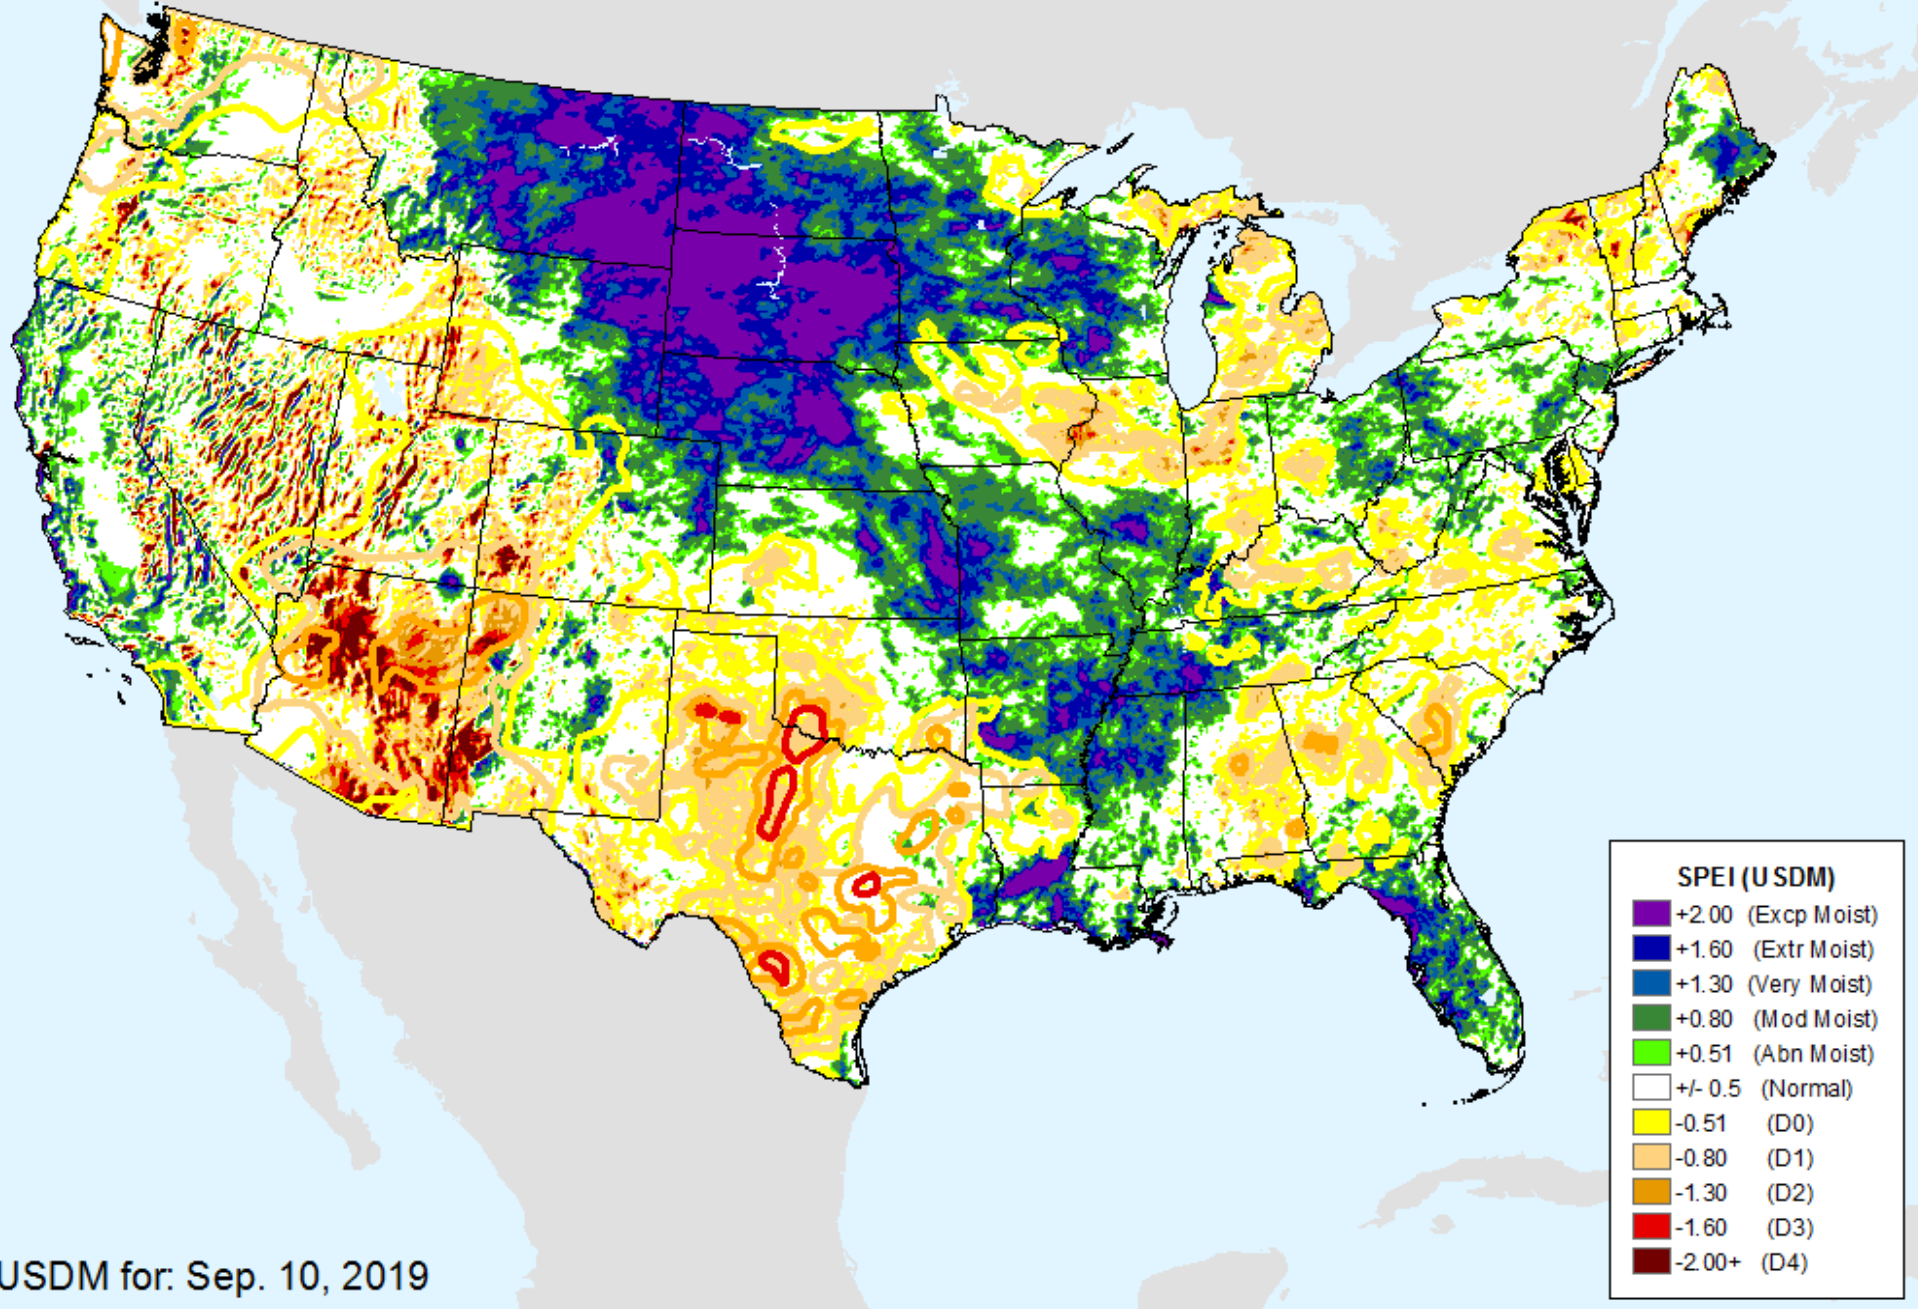 SPEI (USDM)
+2.00 (Excp Moist)
+1.60 (Extr Moist)
+1.30 (Very Moist)
+0.80 (Mod Moist)
+0.51 (Abn Moist)
+/- 0.5 (Normal)
-0.51 (D0)
-0.80 (D1)
-1.30 (D2)
-1.60 (D3)
-2.00+ (D4)
USDM for: Sep. 10, 2019